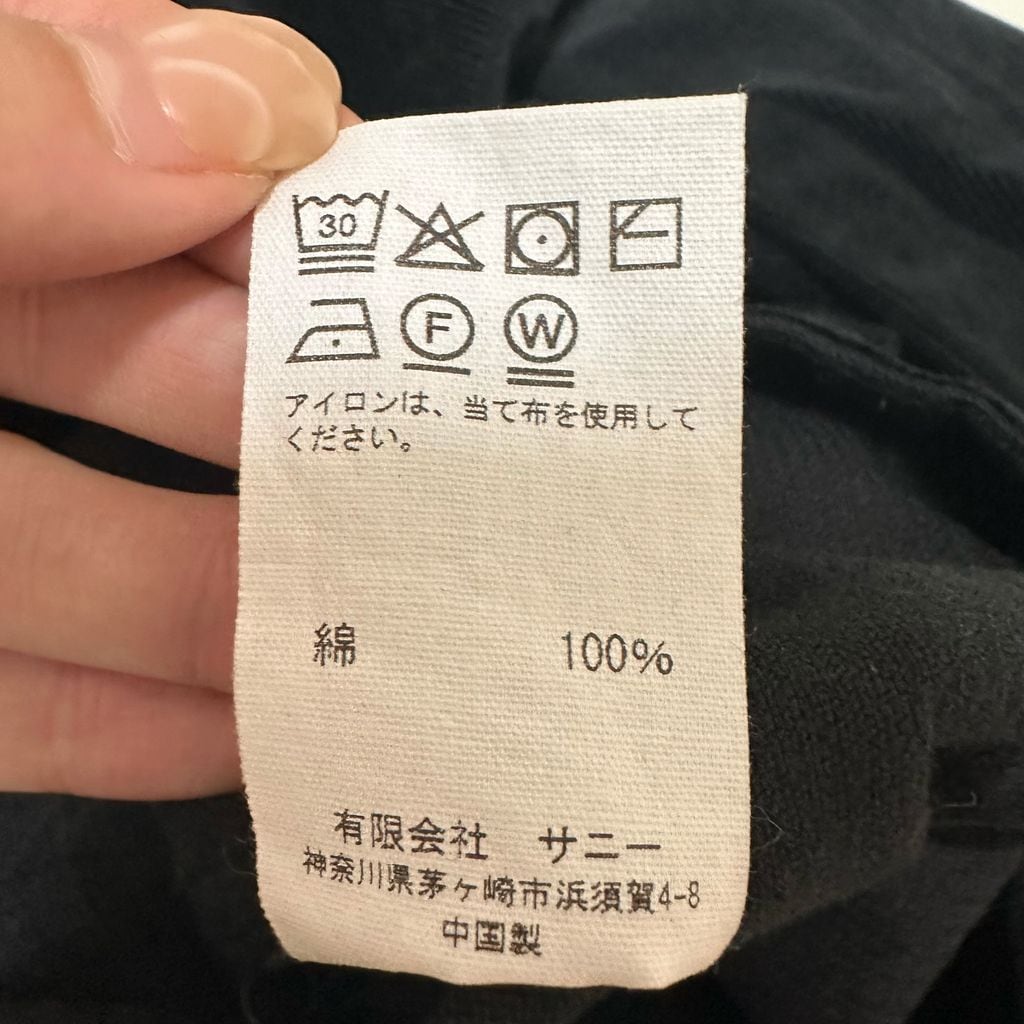 30
F W
アイロンは、当て布を使用して
ください。
綿 100%
有限会社 サニー
神奈川県茅ヶ崎市浜須賀4-8
中国製